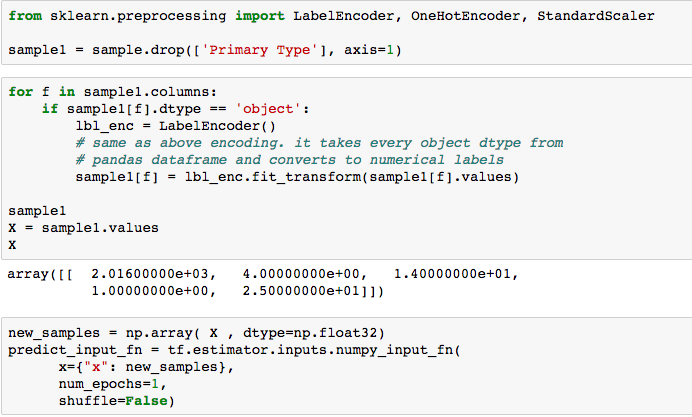 from sklearn.preprocessing import LabelEncoder, OneHotEncoder, StandardScaler
sample1 = sample.drop(['Primary Type'], axis=1)
for f in sample1.columns:
    if sample1[f].dtype == 'object':
        lbl_enc = LabelEncoder()
        # same as above encoding. it takes every object dtype from
        # pandas dataframe and converts to numerical labels
        sample1[f] = lbl_enc.fit_transform(sample1[f].values)
sample1
X = sample1.values
X
array([[  2.01600000e+03,   4.00000000e+00,   1.40000000e+01,
          1.00000000e+00,   2.50000000e+01]])
new_samples = np.array( X , dtype=np.float32)
predict_input_fn = tf.estimator.inputs.numpy_input_fn(
      x={"x": new_samples},
      num_epochs=1,
      shuffle=False)